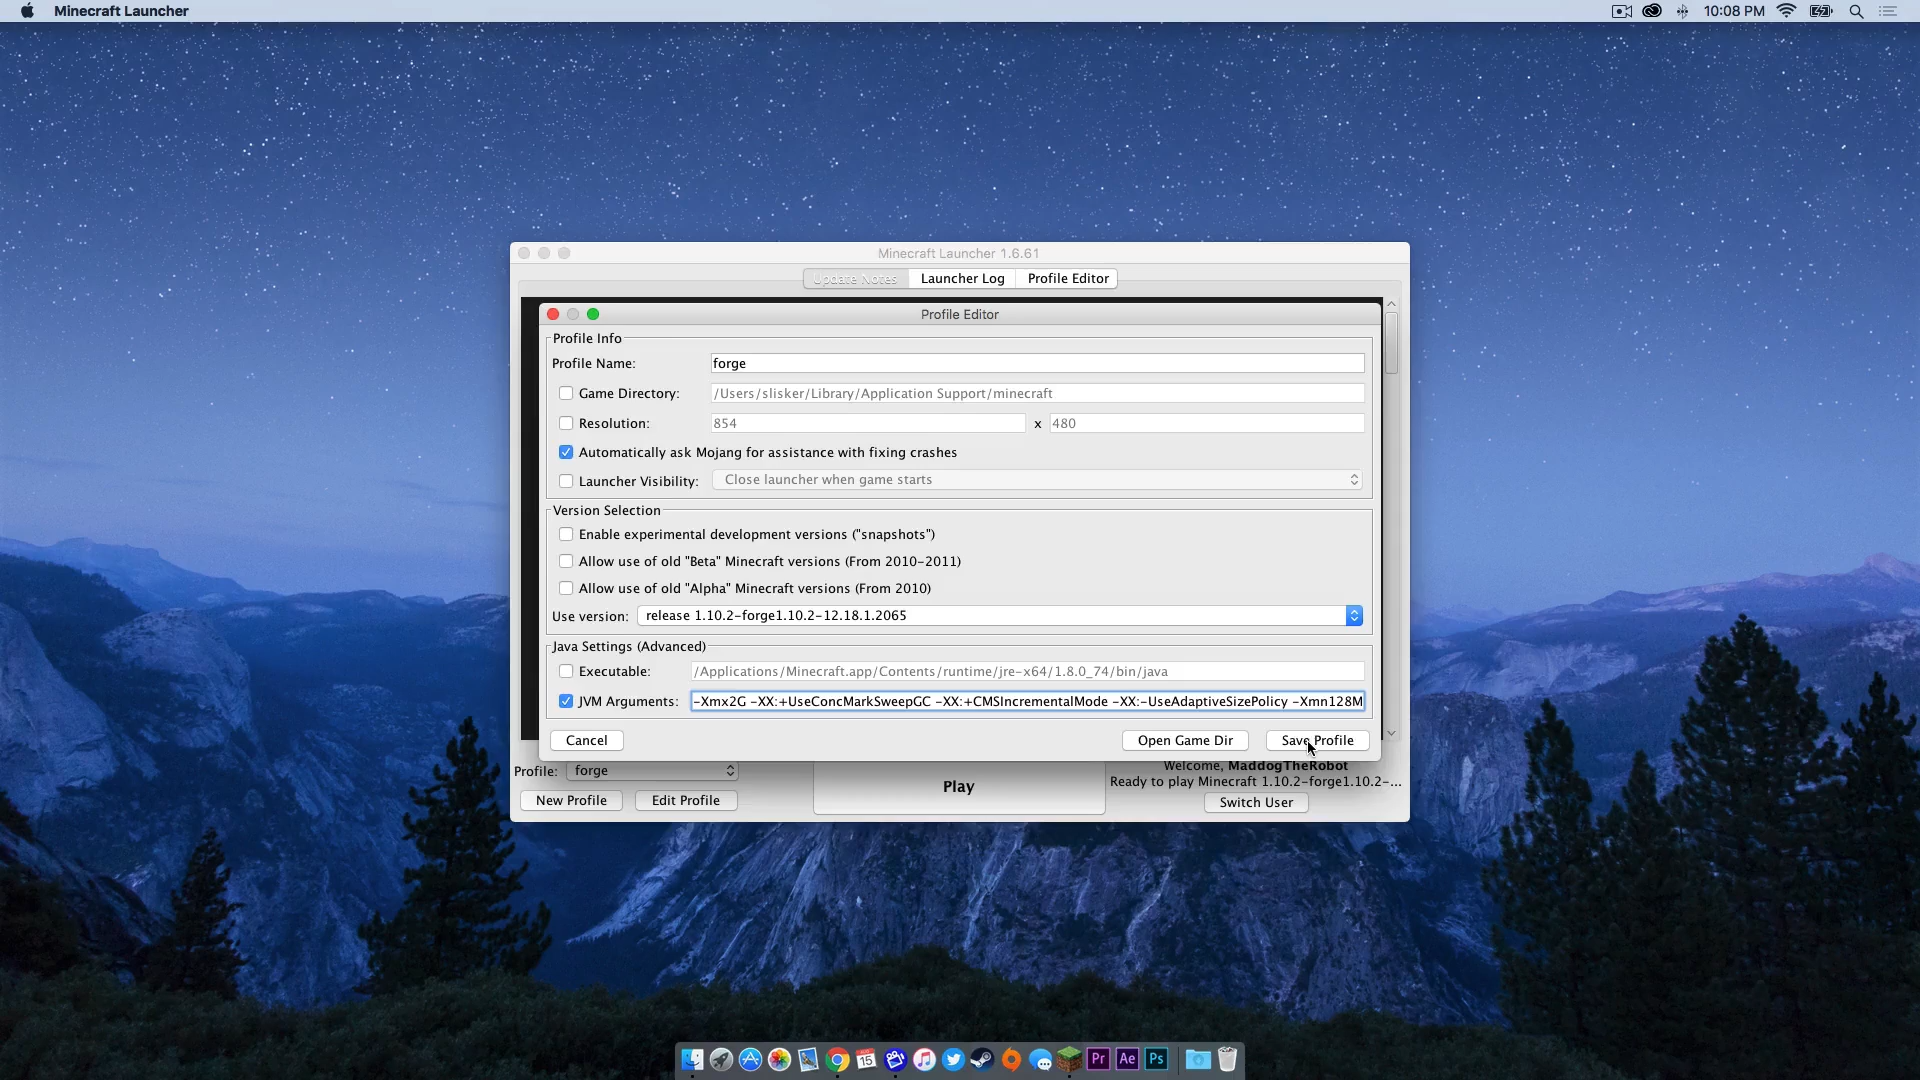 Minecraft Launcher
10:08 PM
Minecraft Launcher 1.6.61
Update Notes
Launcher Log
Profile Editor
Profile Editor
Profile Info
Profile Name:
forge
Game Directory:
/Users/slisker/Library/Application Support/minecraft
Resolution:
854
x
480
Automatically ask Mojang for assistance with fixing crashes
Launcher Visibility:
Close launcher when game starts
Version Selection
Enable experimental development versions ("snapshots")
Allow use of old "Beta" Minecraft versions (From 2010-2011)
Allow use of old "Alpha" Minecraft versions (From 2010)
Use version:
release 1.10.2-forge1.10.2-12.18.1.2065
Java Settings (Advanced)
Executable:
/Applications/Minecraft.app/Contents/runtime/jre-x64/1.8.0_74/bin/java
JVM Arguments:
-Xmx2G -XX:+UseConcMarkSweepGC -XX:+CMSIncrementalMode -XX:-UseAdaptiveSizePolicy -Xmn128M
Cancel
Open Game Dir
Save Profile
Profile:
forge
New Profile
Edit Profile
Play
Welcome, MaddogTheRobot
Ready to play Minecraft 1.10.2-forge1.10.2-...
Switch User
15
Pr
Ae
Ps